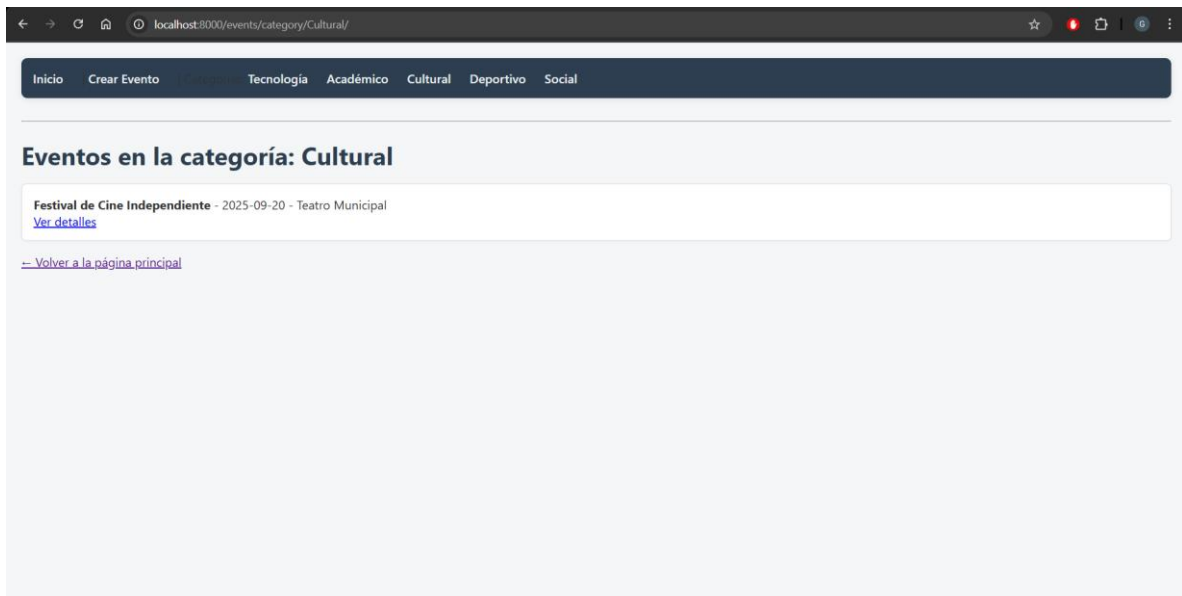 localhost:8000/events/category/Cultural/
G
Inicio Crear Evento Tecnología Académico Cultural Deportivo Social
Eventos en la categoría: Cultural
Festival de Cine Independiente - 2025-09-20 - Teatro Municipal
Ver detalles
← Volver a la página principal